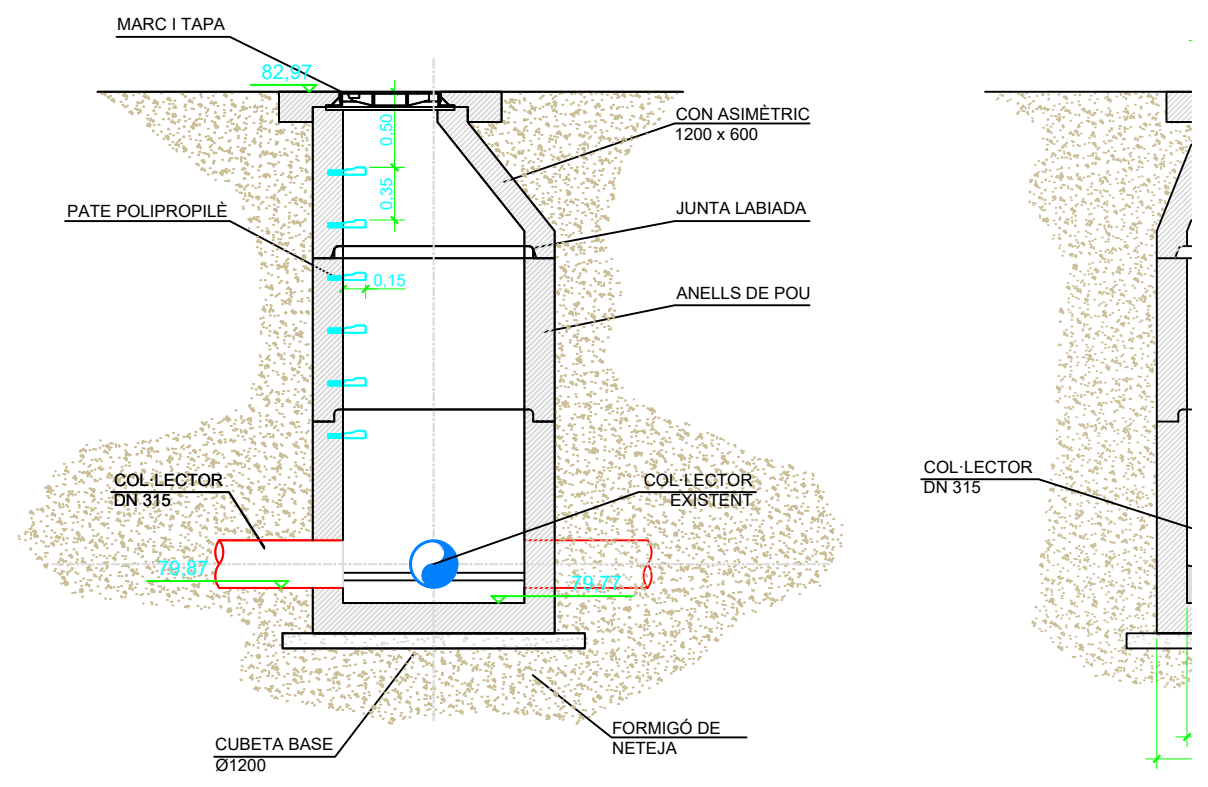 MARC I TAPA
82,97
0,50
CON ASIMÈTRIC
1200 x 600
0,35
PATE POLIPROPILÈ
JUNTA LABIADA
0,15
ANELLS DE POU
COL·LECTOR
DN 315
COL·LECTOR
EXISTENT
COL·LECTOR
DN 315
79,87
79,77
FORMIGÓ DE
NETEJA
CUBETA BASE
Ø1200